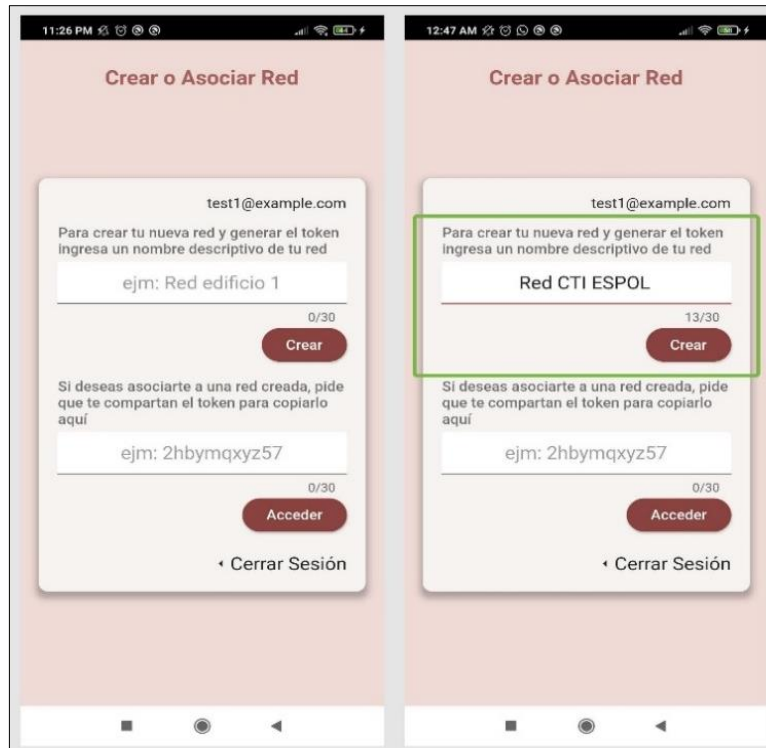 11:26 PM
Crear o Asociar Red
test1@example.com
Para crear tu nueva red y generar el token
ingresa un nombre descriptivo de tu red
ejm: Red edificio 1
0/30
Crear
Si deseas asociarte a una red creada, pide
que te compartan el token para copiarlo
aquí
ejm: 2hbymqxyz57
0/30
Acceder
Cerrar Sesión
12:47 AM
Crear o Asociar Red
test1@example.com
Para crear tu nueva red y generar el token
ingresa un nombre descriptivo de tu red
Red CTI ESPOL
13/30
Crear
Si deseas asociarte a una red creada, pide
que te compartan el token para copiarlo
aquí
ejm: 2hbymqxyz57
0/30
Acceder
Cerrar Sesión